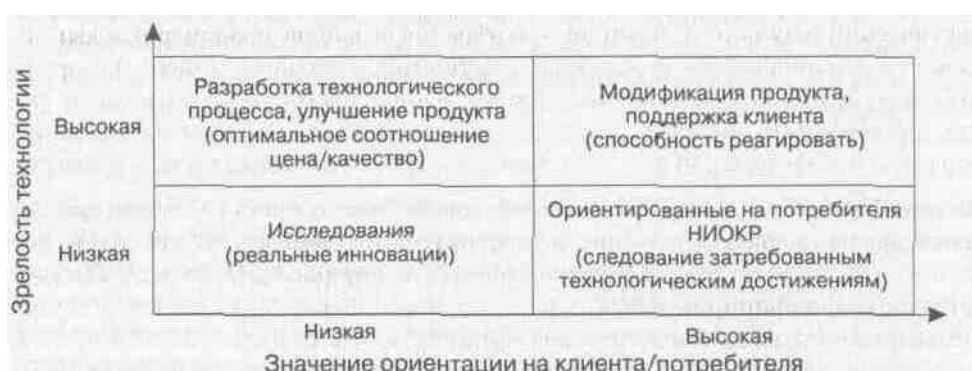 Зрелость технологии
Высокая
Разработка технологического
процесса, улучшение продукта
(оптимальное соотношение
цена/качество)
Модификация продукта,
поддержка клиента
(способность реагировать)
Низкая
Исследования
(реальные инновации)
Ориентированные на потребителя
НИОКР
(следование затребованным
технологическим достижениям)
Низкая
Высокая
Значение ориентации на клиента/потребителя